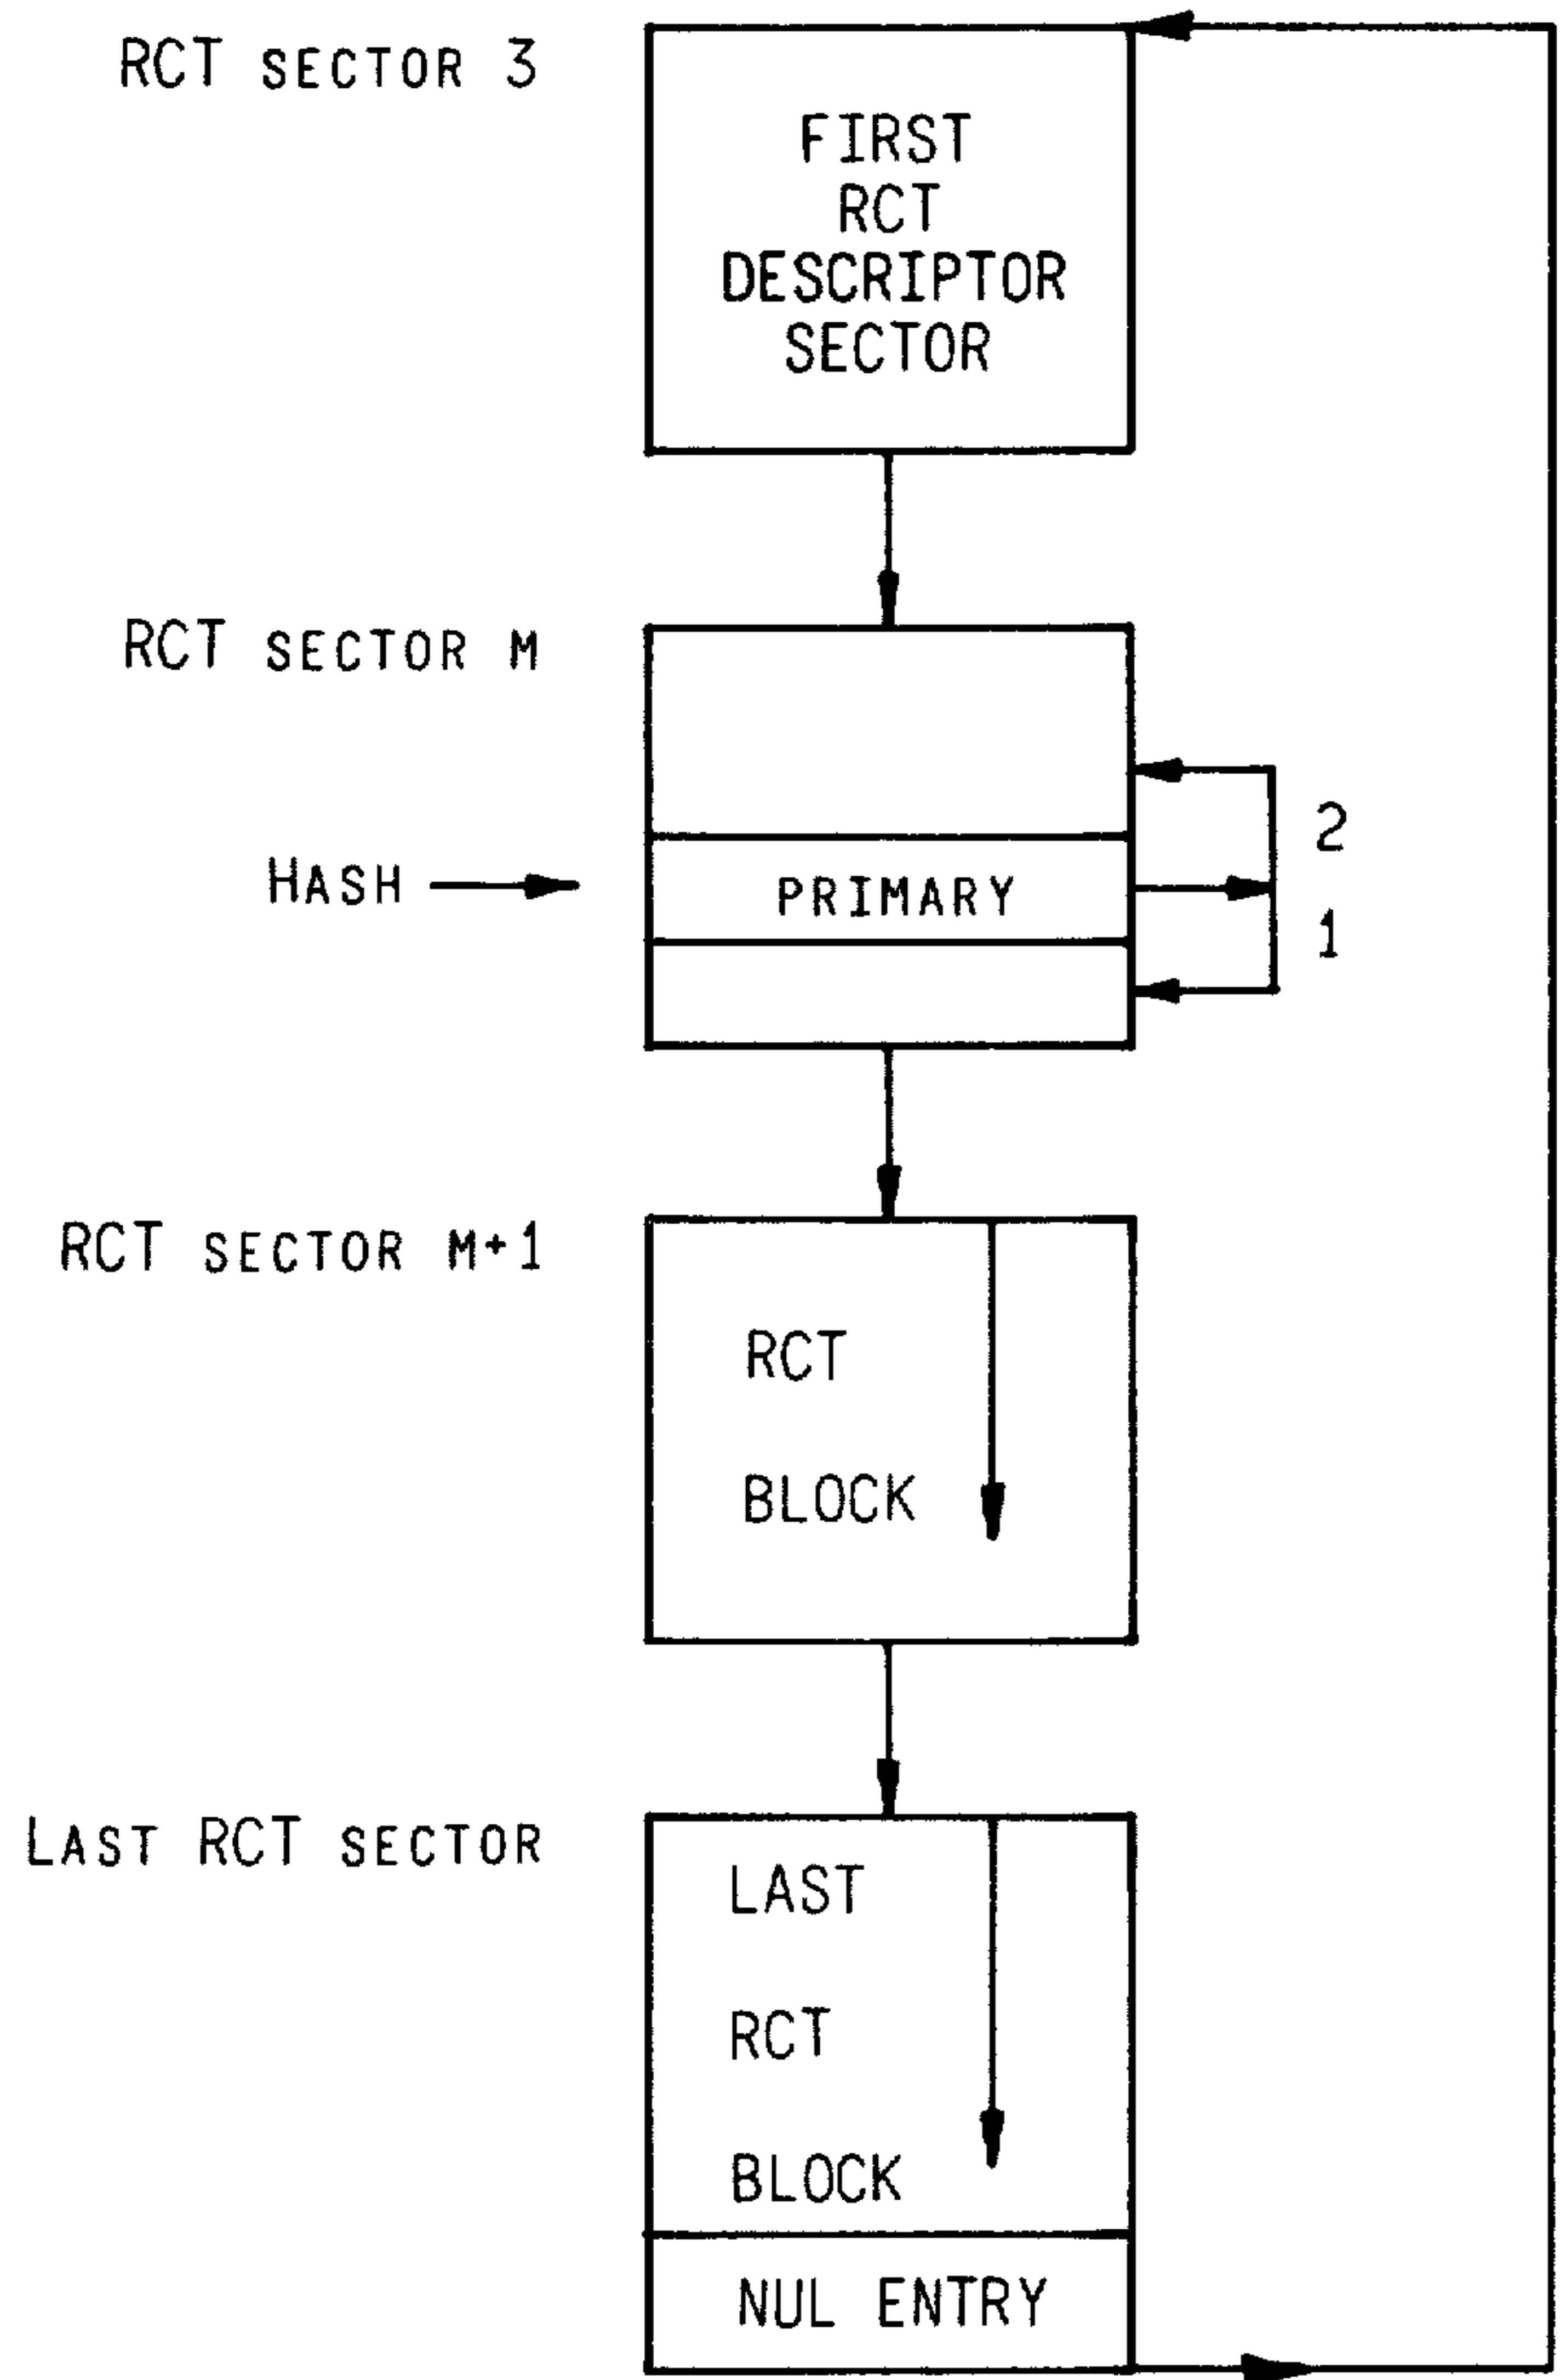 RCT SECTOR 3
FIRST
RCT
DESCRIPTOR
SECTOR
RCT SECTOR M
2
HASH
PRIMARY
1
RCT SECTOR M+1
RCT
BLOCK
LAST RCT SECTOR
LAST
RCT
BLOCK
NUL ENTRY